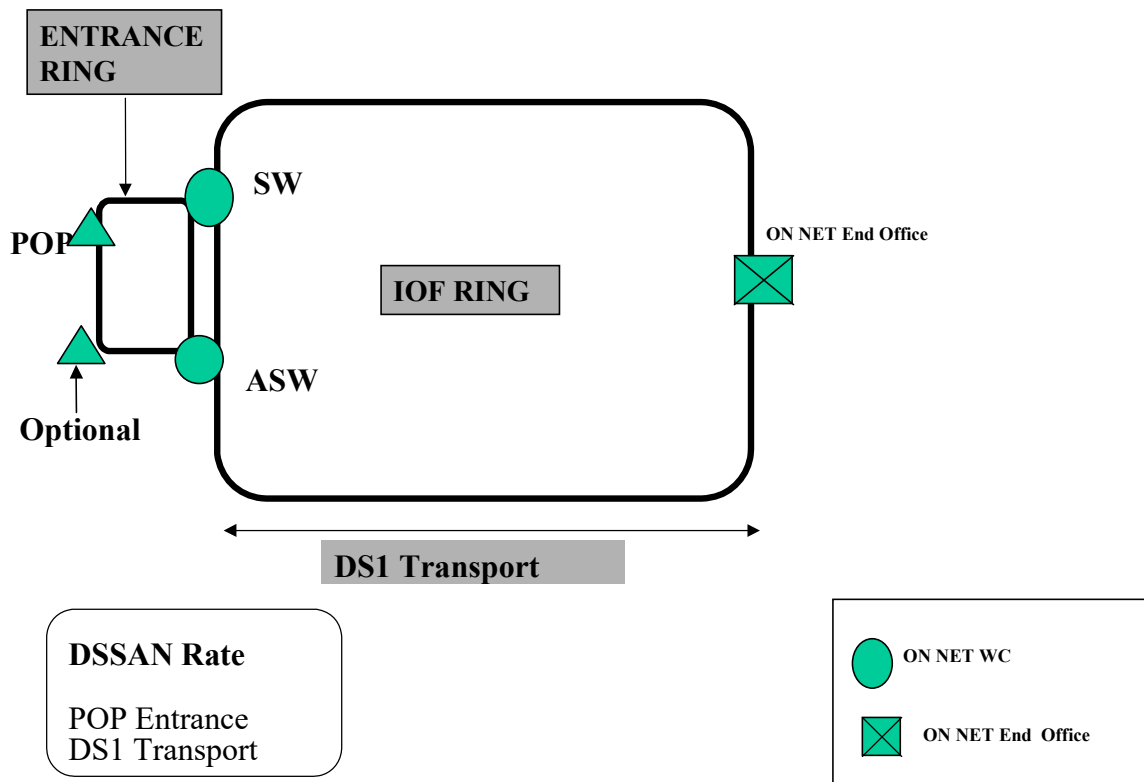 ENTRANCE
RING
SW
POP
ON NET End Office
IOF RING
ASW
Optional
DS1 Transport
DSSAN Rate
POP Entrance
DS1 Transport
ON NET WC
ON NET End Office